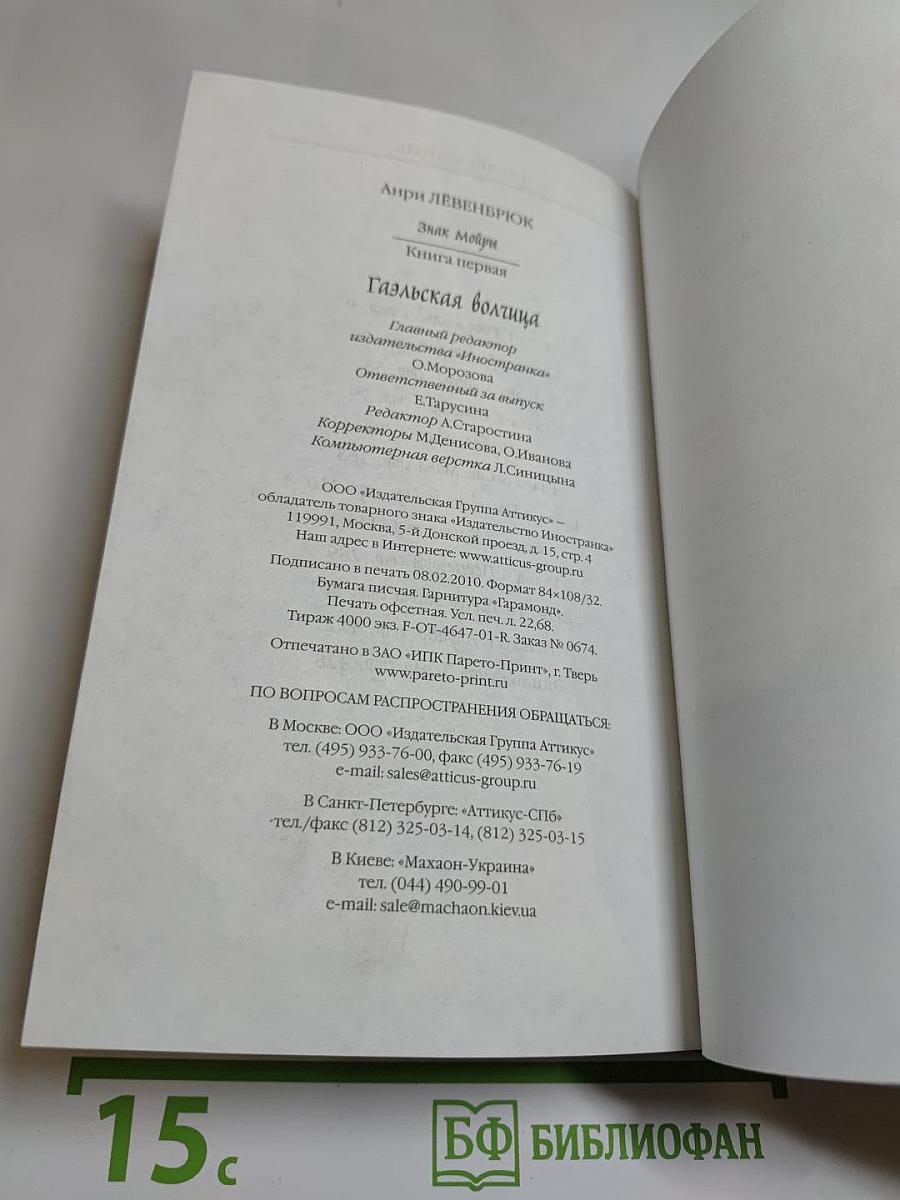 Анри ЛЁВЕНБРЮК
Знак Мойры
Книга первая
Гаэльская волчица
Главный редактор
издательства «Иностранка»
О.Морозова
Ответственный за выпуск
Е.Тарусина
Редактор А.Старостина
Корректоры М.Денисова, О.Иванова
Компьютерная верстка Л.Синицына
ООО «Издательская Группа Аттикус» –
обладатель товарного знака «Издательство Иностранка»
119991, Москва, 5-й Донской проезд, д. 15, стр. 4
Наш адрес в Интернете: www.atticus-group.ru
Подписано в печать 08.02.2010. Формат 84×108/32.
Бумага писчая. Гарнитура «Гарамонд».
Печать офсетная. Усл. печ. л. 22,68.
Тираж 4000 экз. F-OT-4647-01-R. Заказ № 0674.
Отпечатано в ЗАО «ИПК Парето-Принт», г. Тверь
www.pareto-print.ru
ПО ВОПРОСАМ РАСПРОСТРАНЕНИЯ ОБРАЩАТЬСЯ:
В Москве: ООО «Издательская Группа Аттикус»
тел. (495) 933-76-00, факс (495) 933-76-19
e-mail: sales@atticus-group.ru
В Санкт-Петербурге: «Аттикус-СПб»
тел./факс (812) 325-03-14, (812) 325-03-15
В Киеве: «Махаон-Украина»
тел. (044) 490-99-01
e-mail: sale@machaon.kiev.ua
15 с
БФ БИБЛИОФАН